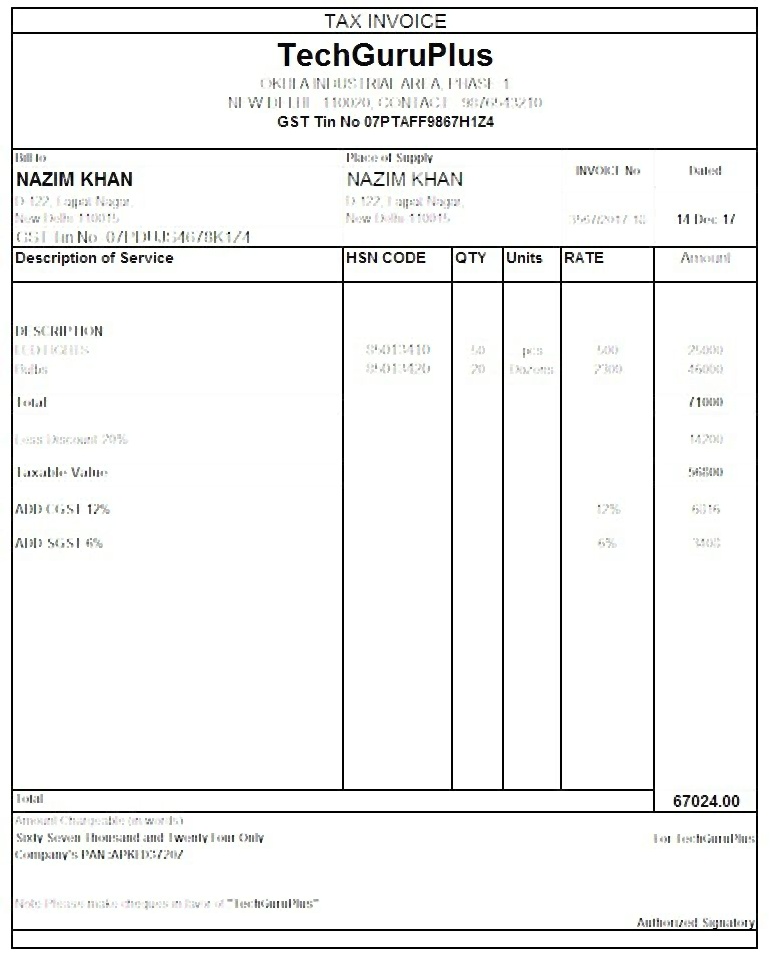 TAX INVOICE
TechGuruPlus
OKHLA INDUSTRIAL AREA, PHASE-1
NEW DELHI- 110020, CONTACT- 9876543210
GST Tin No 07PTAFF9867H1Z4
Bill to Place of Supply INVOICE No Dated
NAZIM KHAN NAZIM KHAN
D-122, Lajpat Nagar, D-122, Lajpat Nagar,
New Delhi-110015 New Delhi-110015 14 Dec 17
GST Tin No
Description of Service HSN CODE QTY Units RATE Amount
DESCRIPTION
LED LIGHTS 85013410 50 pcs 500 25000
Bulbs 85013420 20 Dozens 2300 46000
Total 71000
Less Discount 20% 14200
Taxable Value 56800
ADD CGST 12% 12% 6816
ADD SGST 6% 6% 3408
Total 67024.00
Amount Chargeable (in words)
Sixty Seven Thousand and Twenty Four Only For TechGuruPlus
Company's PAN:
Note-Please make cheques in favor of "TechGuruPlus"
Authorized Signatory